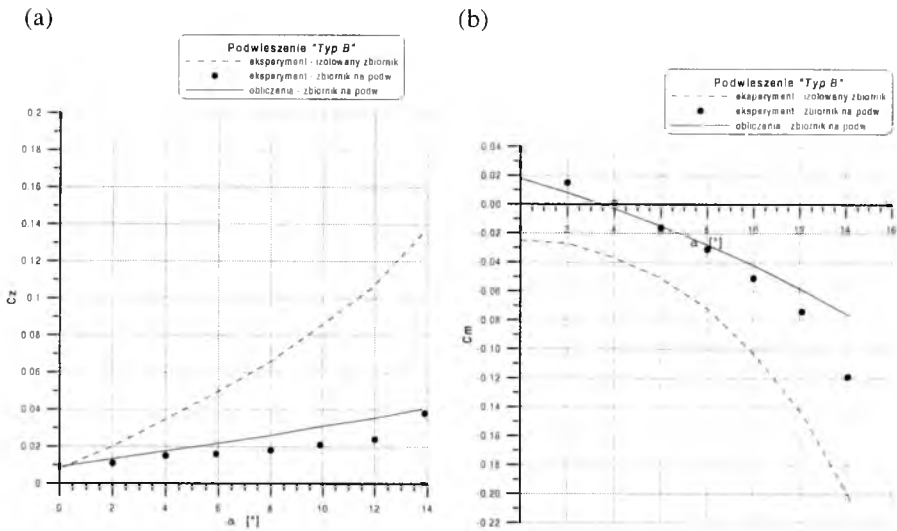 (a)
Podwieszenie "Typ B"
eksperyment - izolowany zbiornik
eksperyment - zbiornik na podw
obliczenia - zbiornik na podw
0.2
0.18
0.16
0.14
0.12
0.1
0.08
0.06
0.04
0.02
0
Cz
0 2 4 6 8 10 12 14
[°]
(b)
Podwieszenie "Typ B"
eksperyment - izolowany zbiornik
eksperyment - zbiornik na podw
obliczenia - zbiornik na podw
0.04
0.02
0.00
-0.02
-0.04
-0.06
-0.08
-0.10
-0.12
-0.14
-0.16
-0.18
-0.20
-0.22
Cm
2 4 6 8 10 12 14 16
[°]